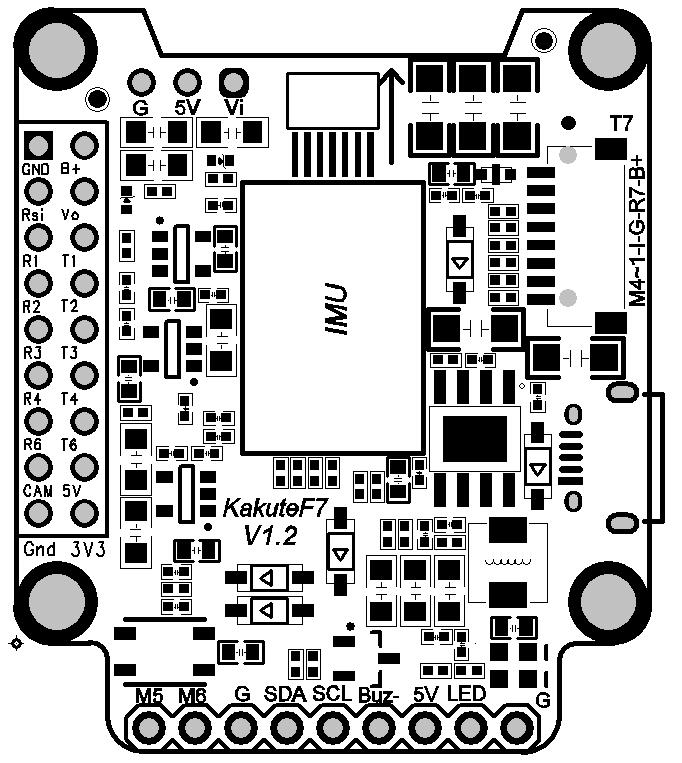 G 5V Vi
T7
M4~1-I-G-R7-B+
GND B+
Rsi Vo
R1 T1
R2 T2
R3 T3
R4 T4
R6 T6
CAM 5V
Gnd 3V3
IMU
KakuteF7
V1.2
M5 M6 G SDA SCL Buz- 5V LED G